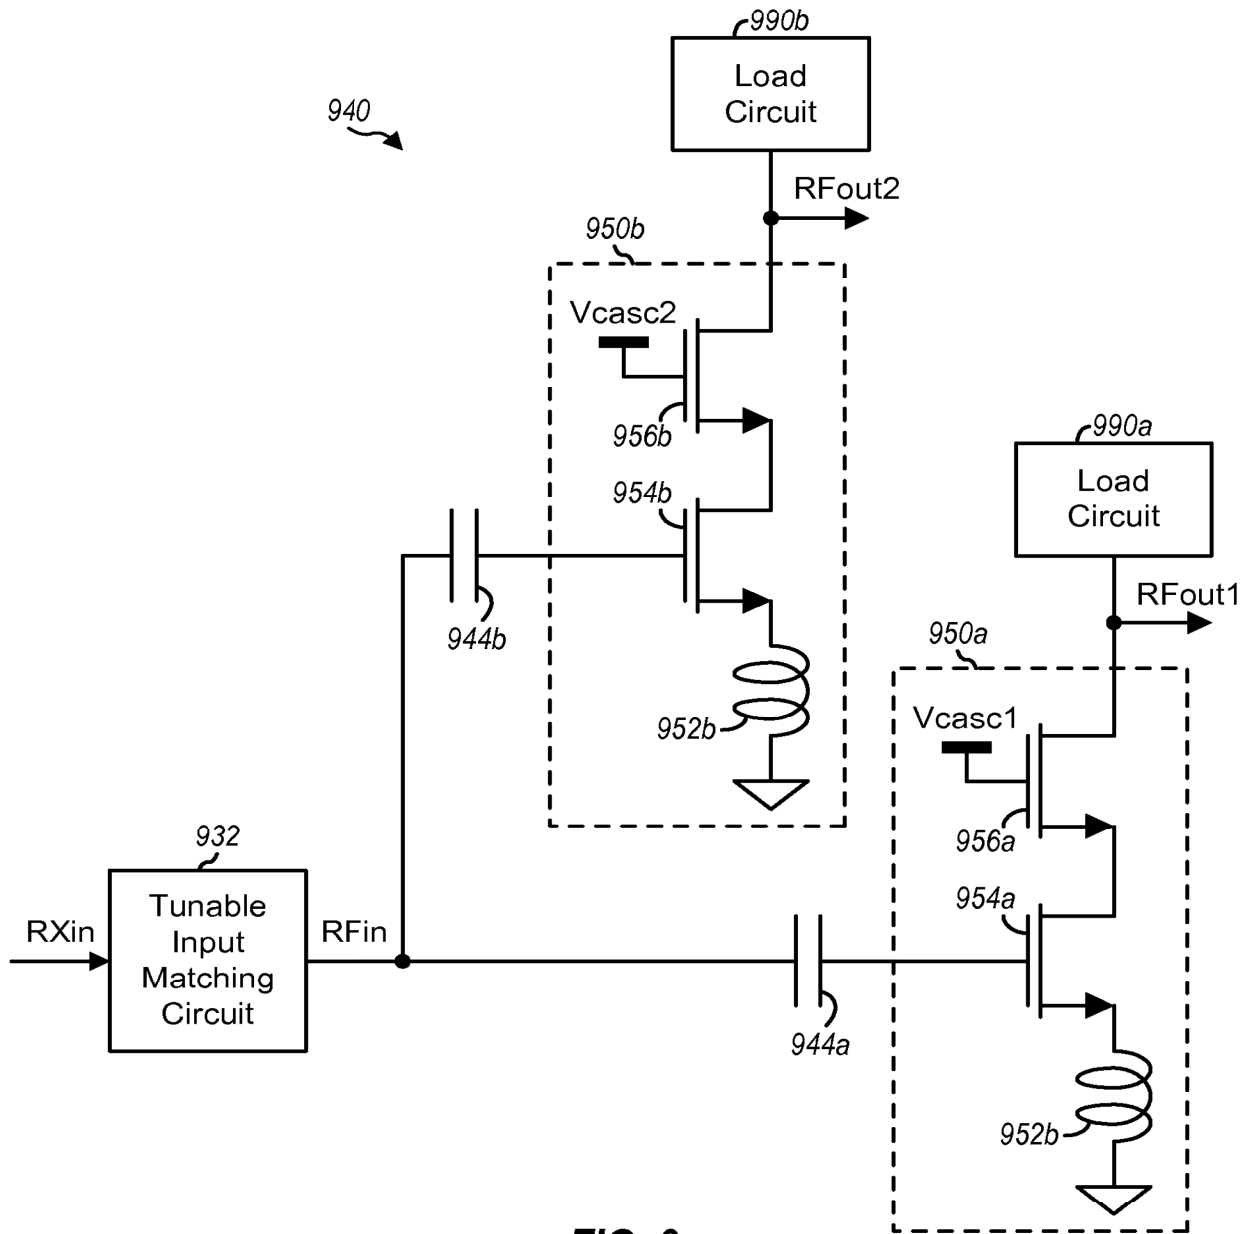 990b
Load
Circuit
940
RFout2
950b
Vcasc2
956b
990a
Load
Circuit
954b
944b
RFout1
950a
952b
Vcasc1
956a
932
Tunable
Input
Matching
Circuit
RXin
RFin
954a
944a
952b